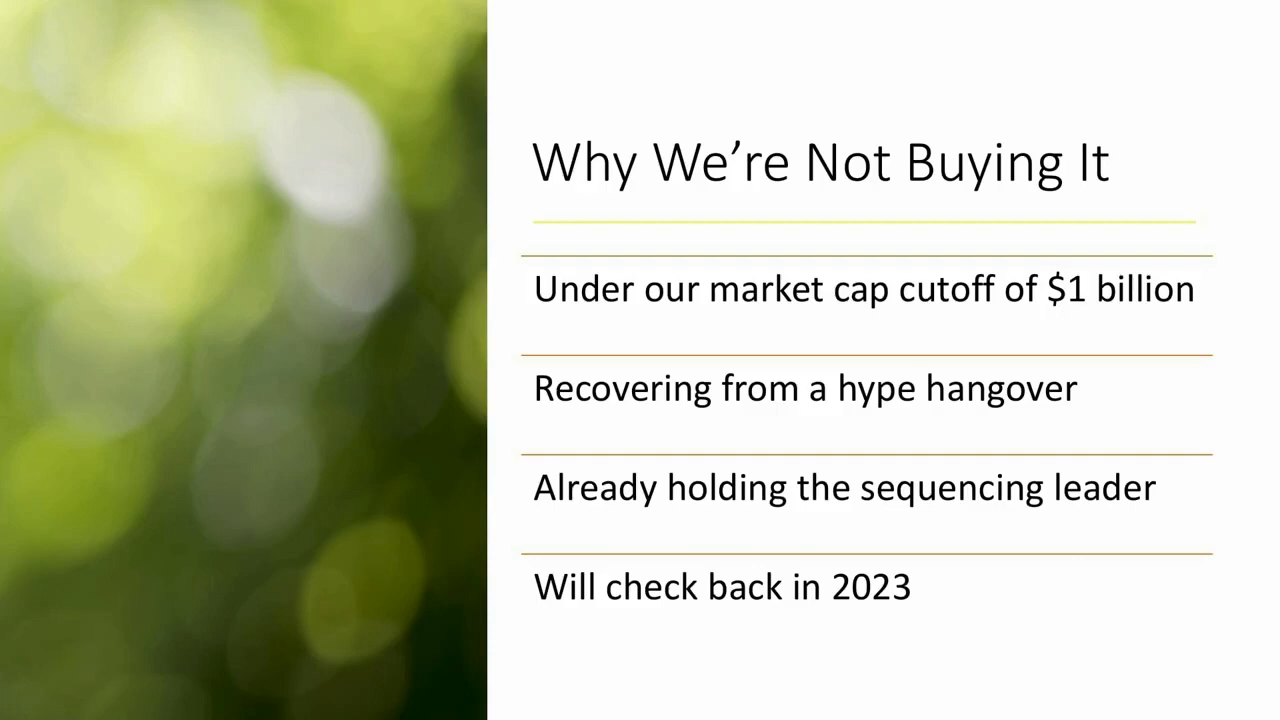 Why We’re Not Buying It
Under our market cap cutoff of $1 billion
Recovering from a hype hangover
Already holding the sequencing leader
Will check back in 2023